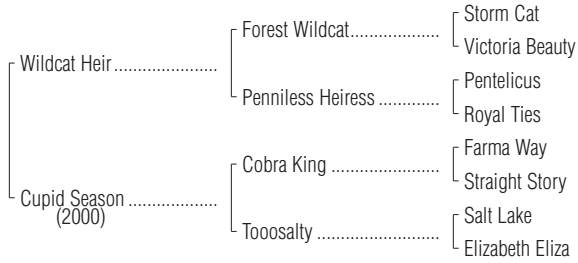 Storm Cat
Forest Wildcat....................
Victoria Beauty
Wildcat Heir.......................
Pentelicus
Penniless Heiress .............
Royal Ties
Farma Way
Cobra King .......................
Straight Story
Cupid Season....................
(2000)
Salt Lake
Tooosalty ..........................
Elizabeth Eliza